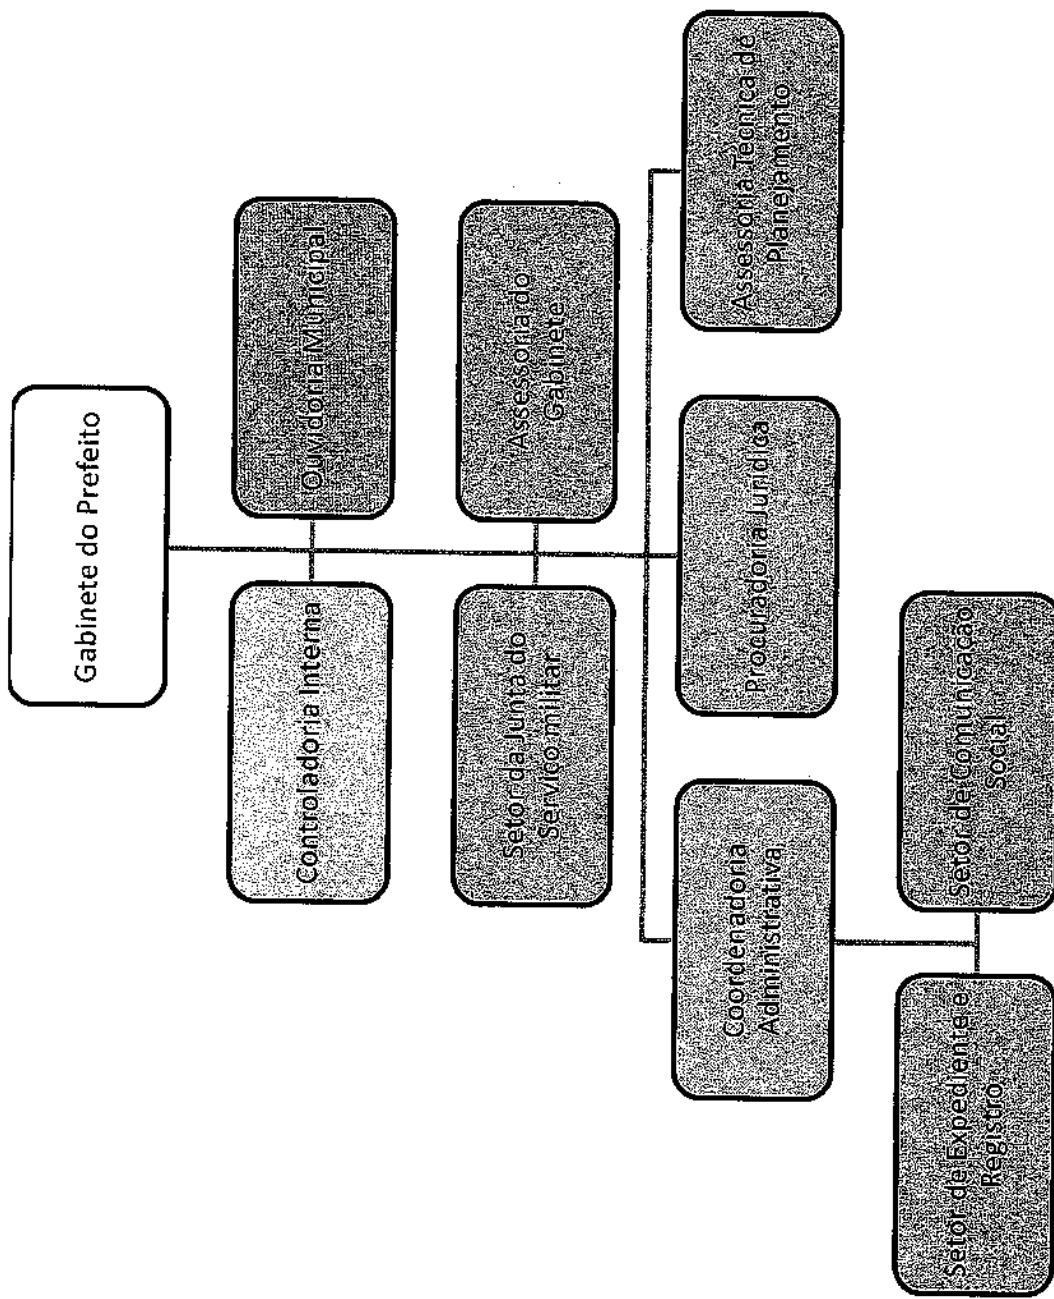 Gabinete do Prefeito
Controladoria Interna
Ouvidoria Municipal
Setor da Junta do
Serviço militar
Assessoria do
Gabinete
Coordenadoria
Administrativa
Procuradoria Jurídica
Assessoria Técnica de
Planejamento
Setor de Expediente e
Registro
Setor de Comunicação
Social